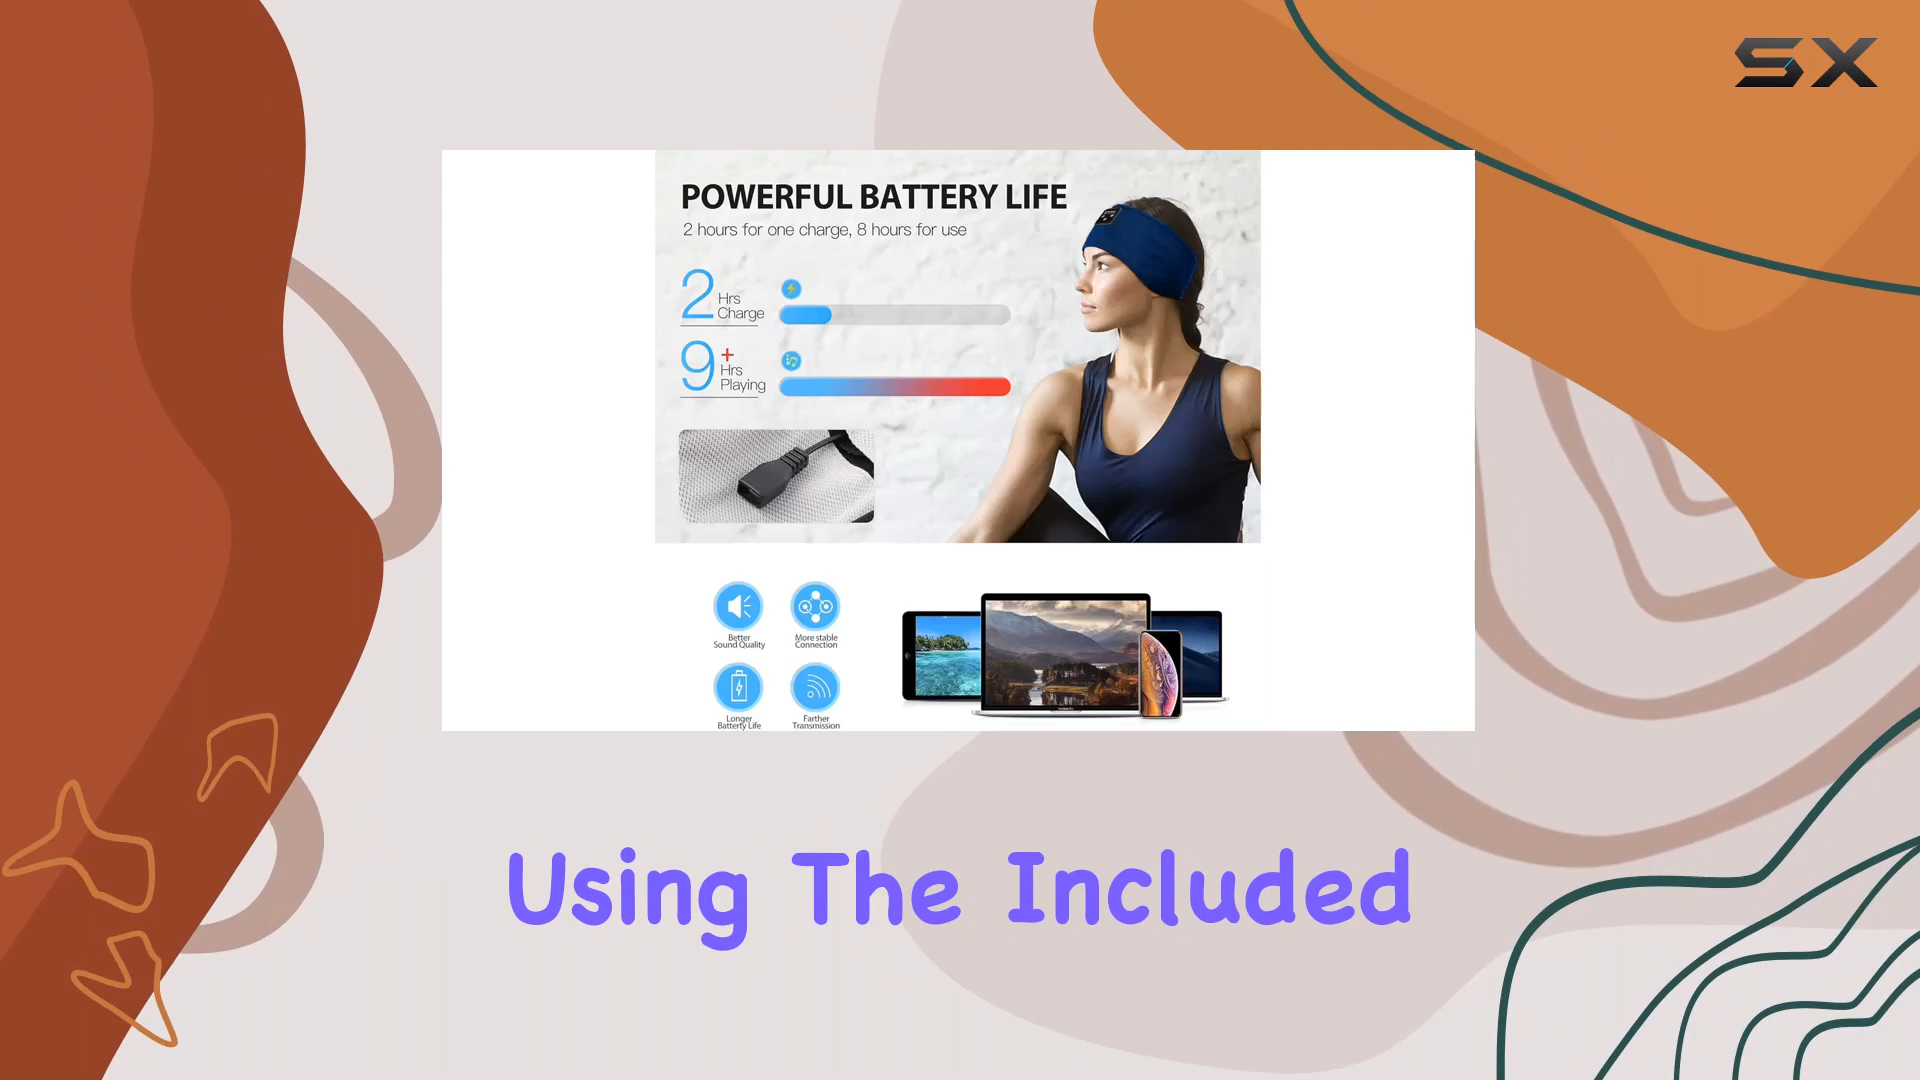 SX
POWERFUL BATTERY LIFE
2 hours for one charge, 8 hours for use
2 Hrs
Charge
9+ Hrs
Playing
Better
Sound Quality
More stable
Connection
Longer
Batterty Life
Farther
Transmission
Using The Included